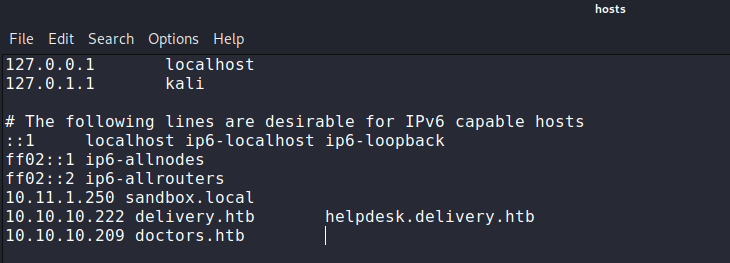 hosts
File Edit Search Options Help
127.0.0.1 localhost
127.0.1.1 kali
# The following lines are desirable for IPv6 capable hosts
::1 localhost ip6-localhost ip6-loopback
ff02::1 ip6-allnodes
ff02::2 ip6-allrouters
10.11.1.250 sandbox.local
10.10.10.222 delivery.htb helpdesk.delivery.htb
10.10.10.209 doctors.htb